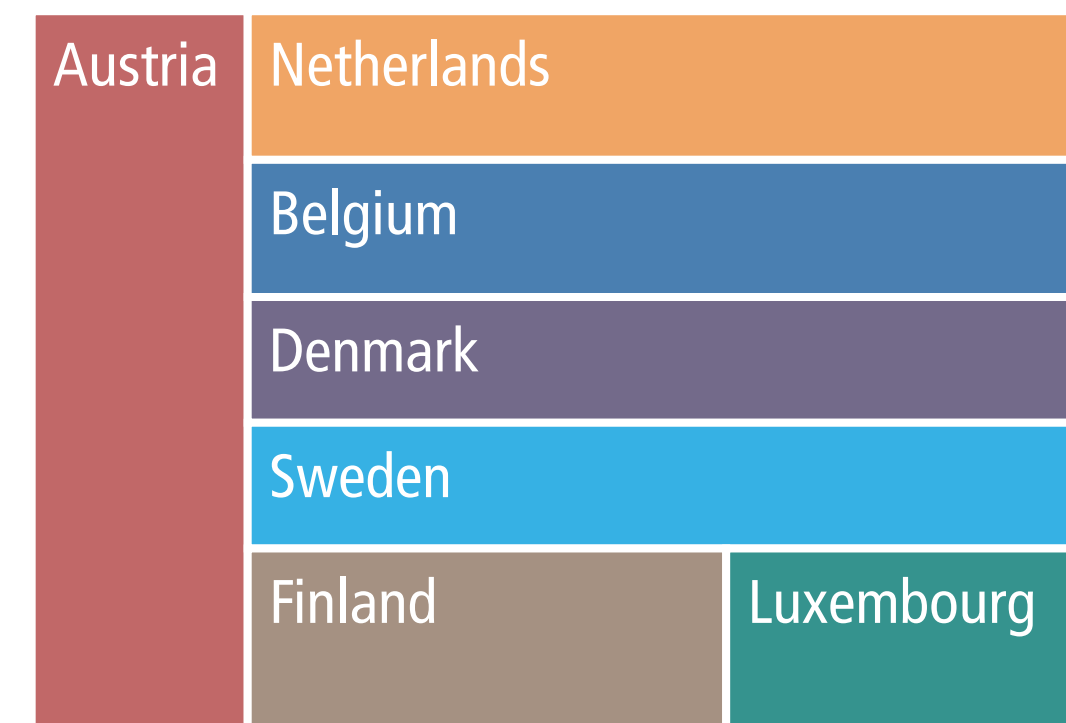 Austria
Netherlands
Belgium
Denmark
Sweden
Finland
Luxembourg